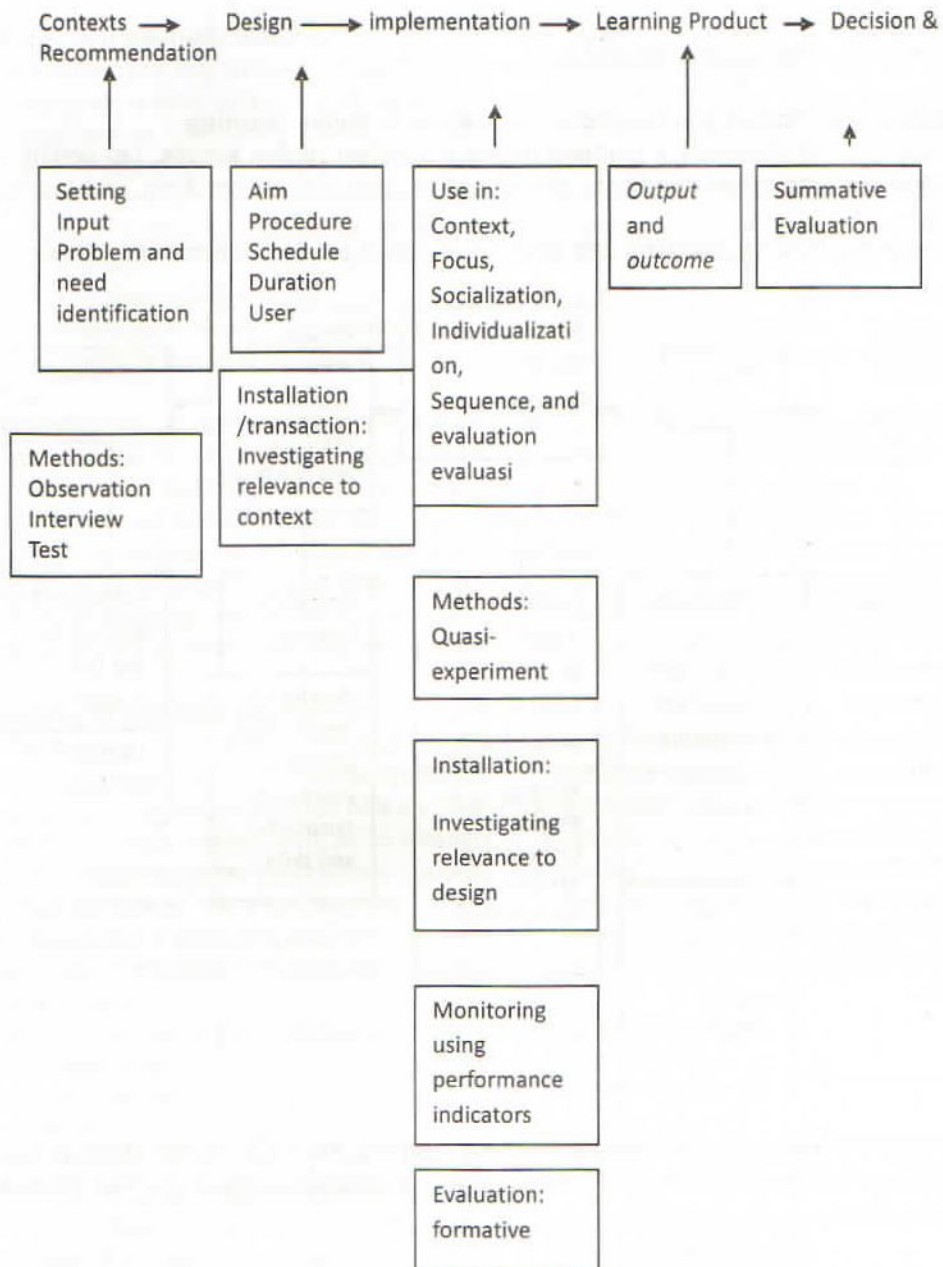 Contexts → Design → implementation → Learning Product → Decision &
Recommendation
Setting
Input
Problem and
need
identification
Aim
Procedure
Schedule
Duration
User
Use in:
Context,
Focus,
Socialization,
Individualizati
on,
Sequence, and
evaluation
evaluasi
Output
and
outcome
Summative
Evaluation
Methods:
Observation
Interview
Test
Installation
/transaction:
Investigating
relevance to
context
Methods:
Quasi-
experiment
Installation:
Investigating
relevance to
design
Monitoring
using
performance
indicators
Evaluation:
formative